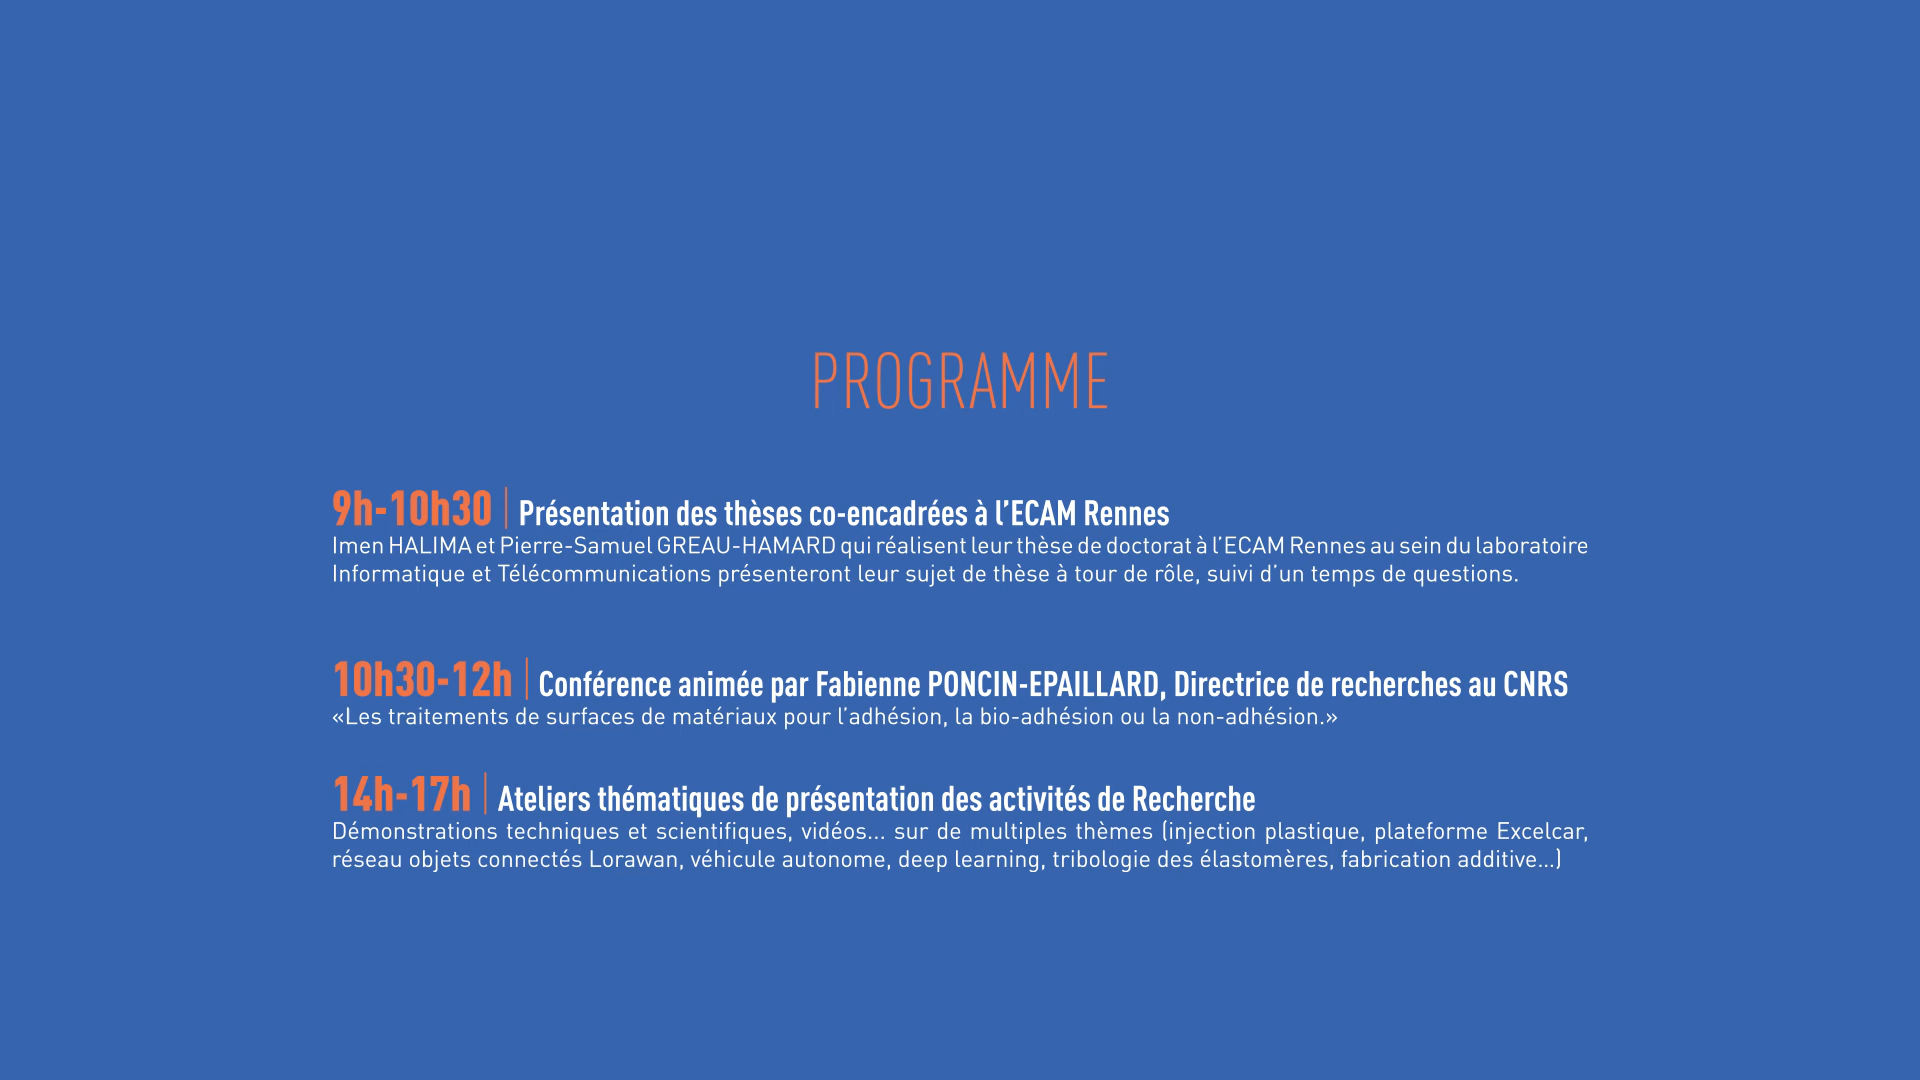 PROGRAMME
9h-10h30 | Présentation des thèses co-encadrées à l’ECAM Rennes
Imen HALIMA et Pierre-Samuel GREAU-HAMARD qui réalisent leur thèse de doctorat à l’ECAM Rennes au sein du laboratoire
Informatique et Télécommunications présenteront leur sujet de thèse à tour de rôle, suivi d’un temps de questions.
10h30-12h | Conférence animée par Fabienne PONCIN-EPAILLARD, Directrice de recherches au CNRS
«Les traitements de surfaces de matériaux pour l’adhésion, la bio-adhésion ou la non-adhésion.»
14h-17h | Ateliers thématiques de présentation des activités de Recherche
Démonstrations techniques et scientifiques, vidéos... sur de multiples thèmes (injection plastique, plateforme Excelcar,
réseau objets connectés Lorawan, véhicule autonome, deep learning, tribologie des élastomères, fabrication additive...)